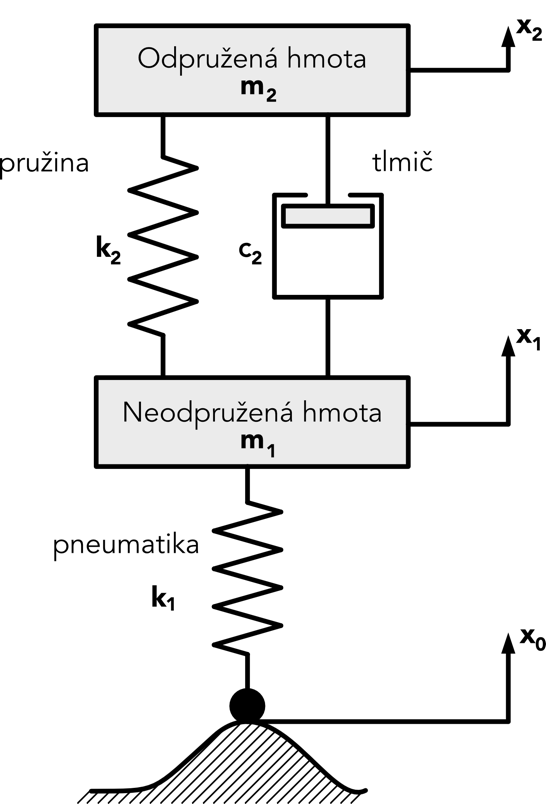 x₂
Odpružená hmota
m₂
pružina
tlmič
k₂
c₂
x₁
Neodpružená hmota
m₁
pneumatika
k₁
x₀